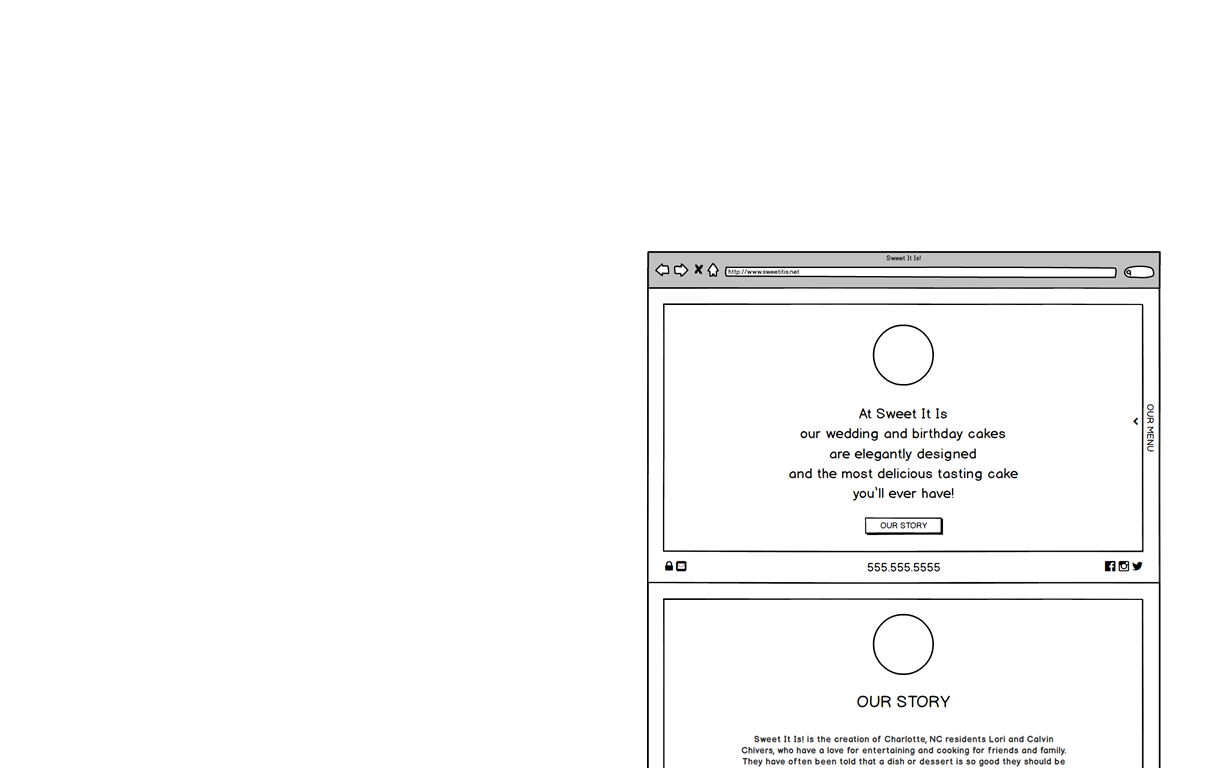 Sweet It Is!
http://www.sweetitis.net
At Sweet It Is
our wedding and birthday cakes
are elegantly designed
and the most delicious tasting cake
you'll ever have!
OUR STORY
OUR MENU
555.555.5555
OUR STORY
Sweet It Is! is the creation of Charlotte, NC residents Lori and Calvin
Chivers, who have a love for entertaining and cooking for friends and family.
They have often been told that a dish or dessert is so good they should be